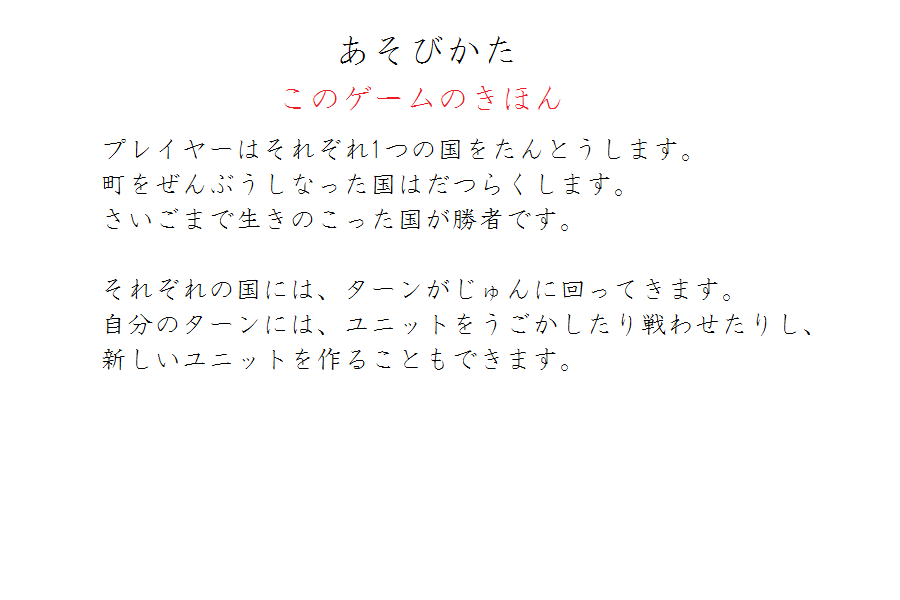 あそびかた
このゲームのきほん
プレイヤーはそれぞれ1つの国をたんとうします。
町をぜんぶうしなった国はだつらくします。
さいごまで生きのこった国が勝者です。
それぞれの国には、ターンがじゅんに回ってきます。
自分のターンには、ユニットをうごかしたり戦わせたりし、
新しいユニットを作ることもできます。